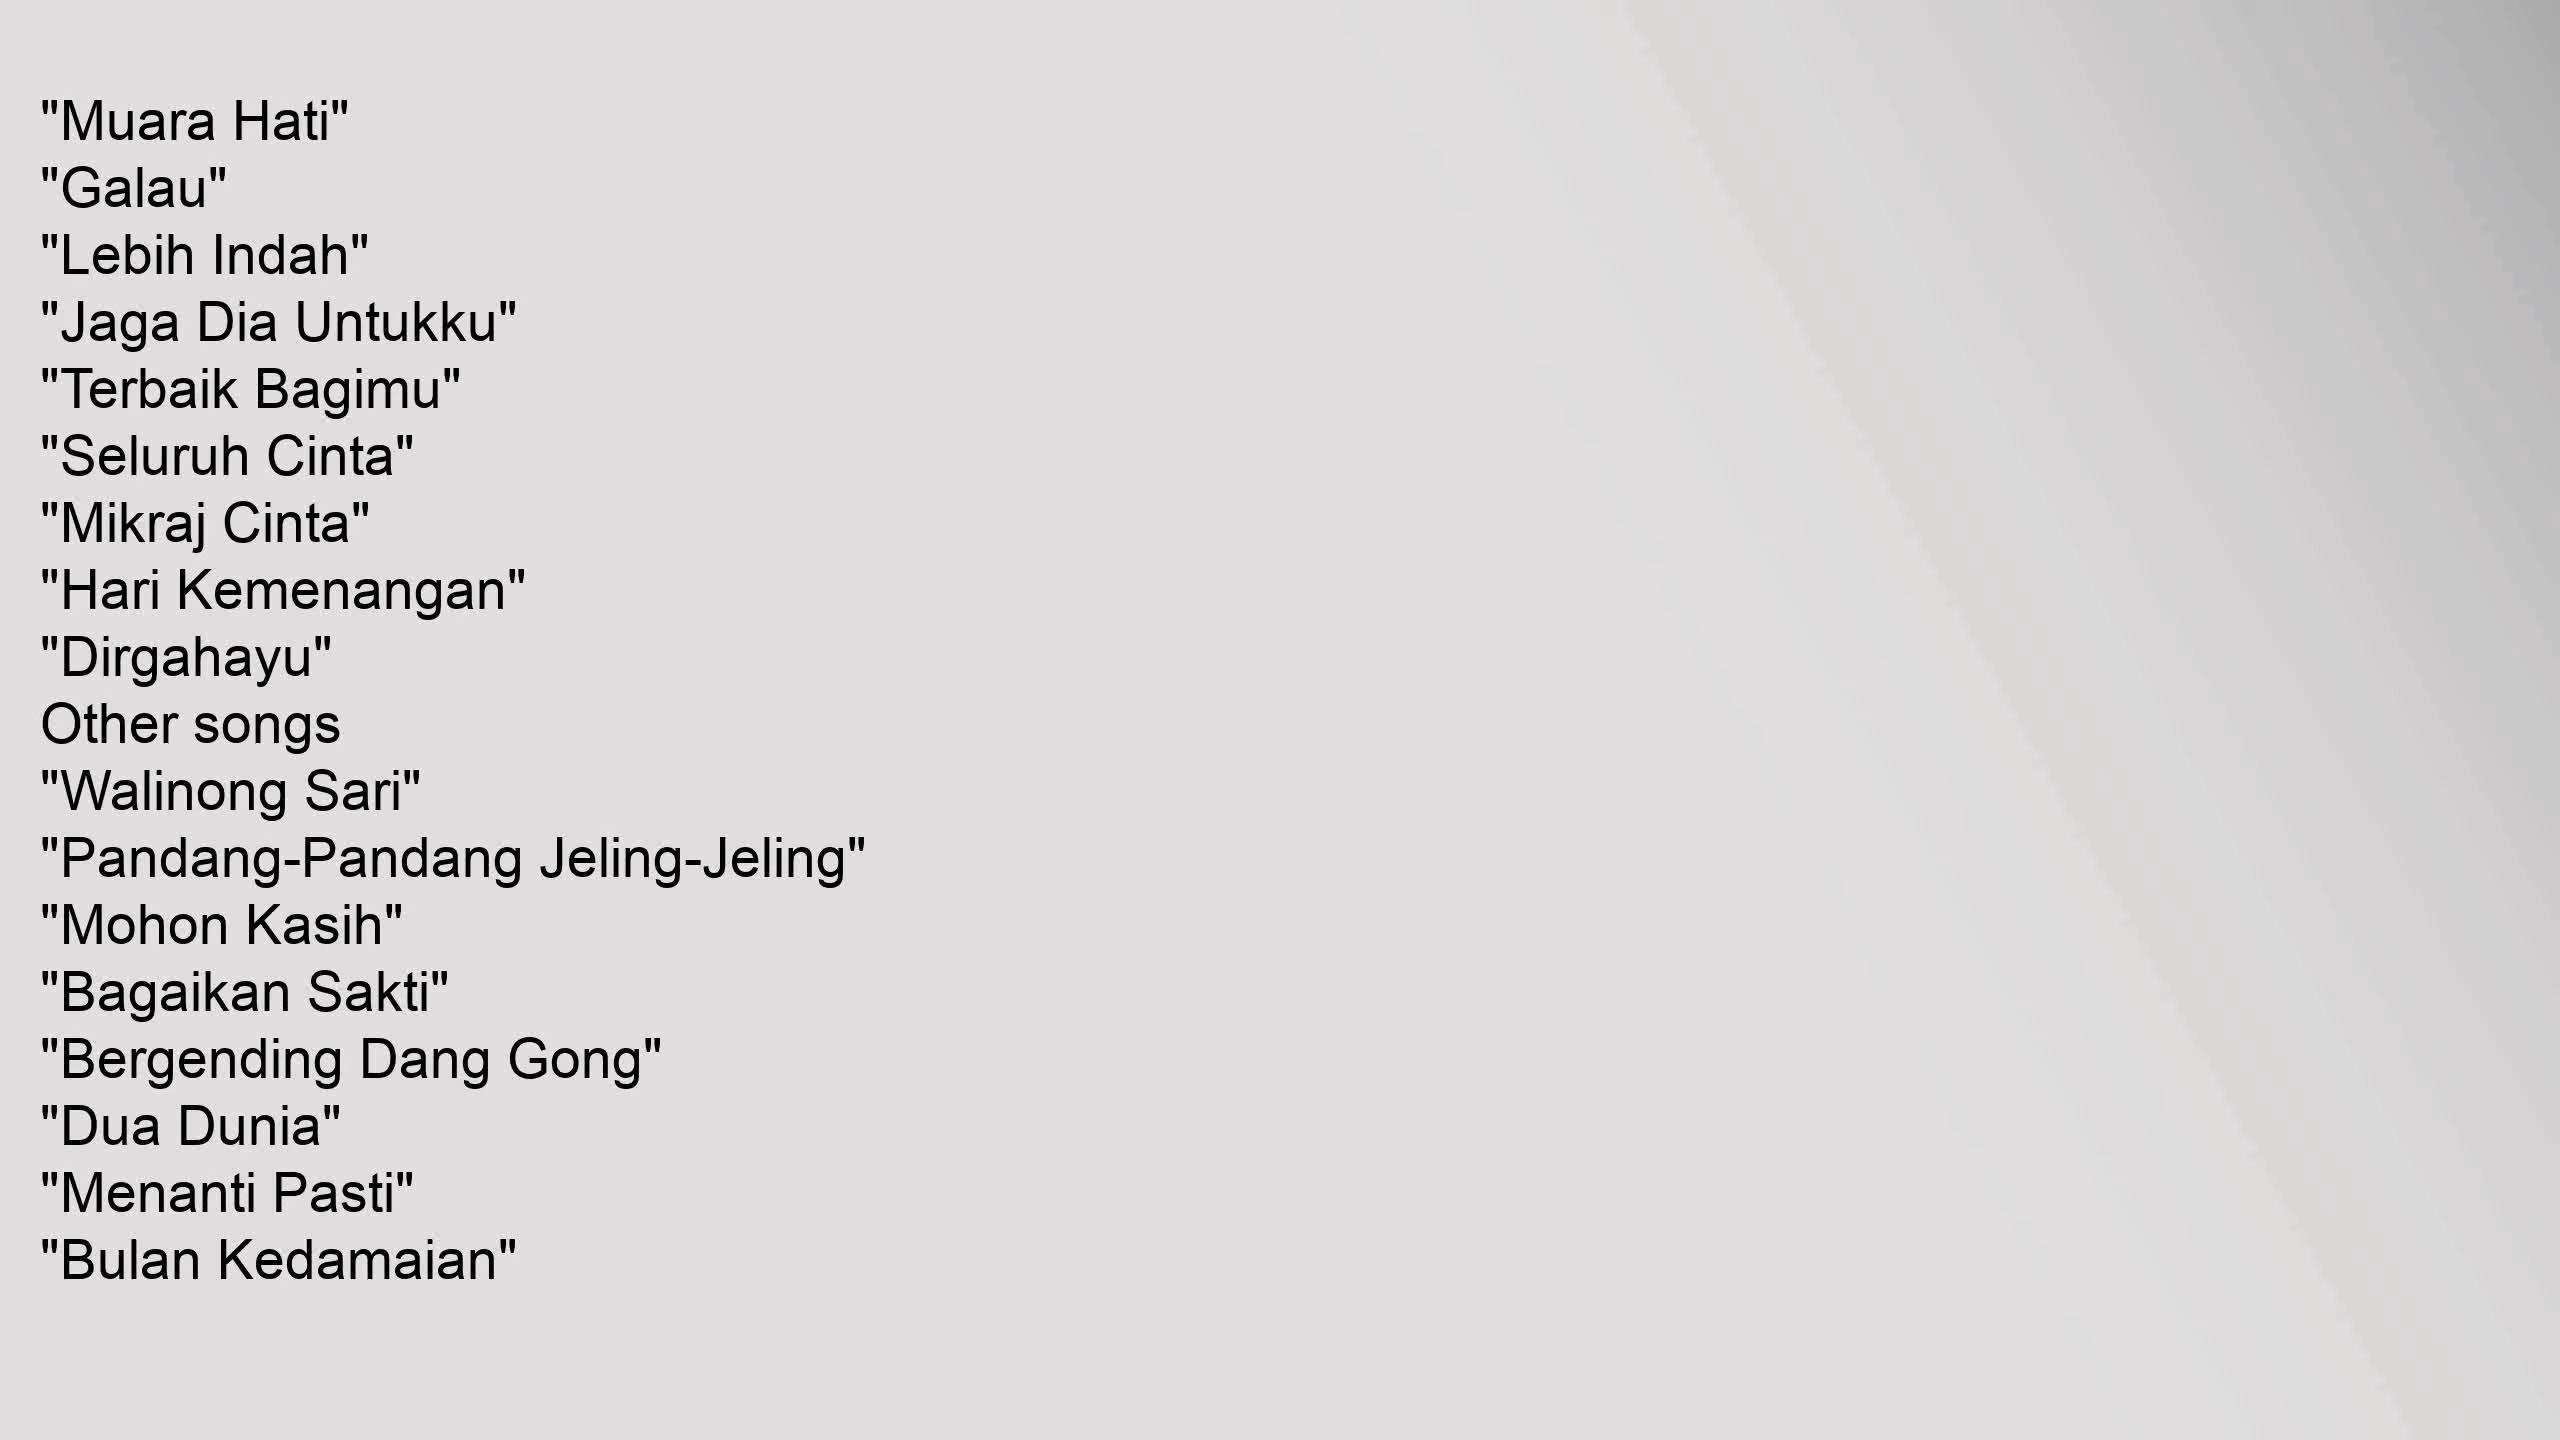 "Muara Hati"
"Galau"
"Lebih Indah"
"Jaga Dia Untukku"
"Terbaik Bagimu"
"Seluruh Cinta"
"Mikraj Cinta"
"Hari Kemenangan"
"Dirgahayu"
Other songs
"Walinong Sari"
"Pandang-Pandang Jeling-Jeling"
"Mohon Kasih"
"Bagaikan Sakti"
"Bergending Dang Gong"
"Dua Dunia"
"Menanti Pasti"
"Bulan Kedamaian"